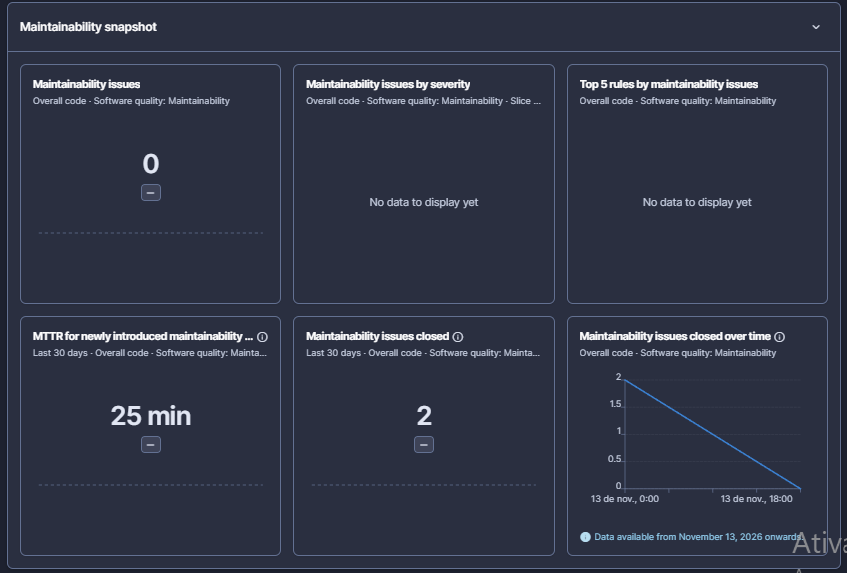 Maintainability snapshot
Maintainability issues
Overall code · Software quality: Maintainability
0
Maintainability issues by severity
Overall code · Software quality: Maintainability · Slice ...
No data to display yet
Top 5 rules by maintainability issues
Overall code · Software quality: Maintainability
No data to display yet
MTTR for newly introduced maintainability ...
Last 30 days · Overall code · Software quality: Mainta...
25 min
Maintainability issues closed
Last 30 days · Overall code · Software quality: Mainta...
2
Maintainability issues closed over time
Overall code · Software quality: Maintainability
2
1.5
1
0.5
0
13 de nov., 0:00
13 de nov., 18:00
Data available from November 13, 2026 onwards
Ativa